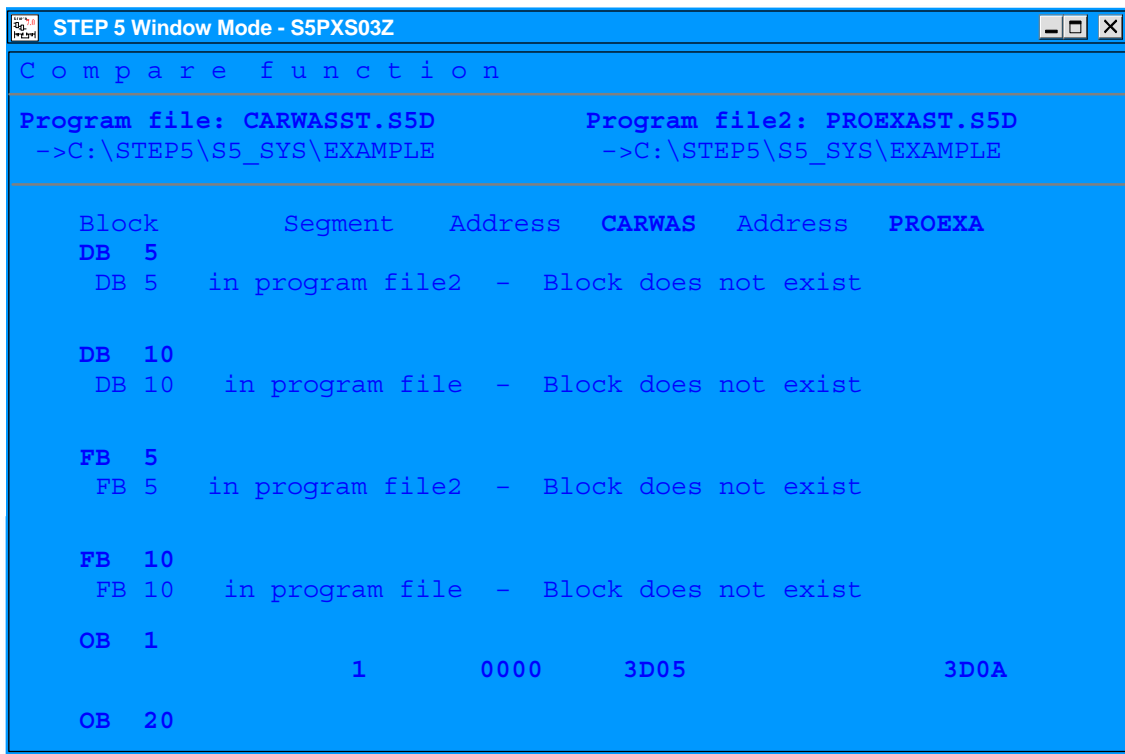 STEP 5 Window Mode - S5PXS03Z
C o m p a r e f u n c t i o n
Program file: CARWASST.S5D Program file2: PROEXAST.S5D
->C:\STEP5\S5_SYS\EXAMPLE ->C:\STEP5\S5_SYS\EXAMPLE
Block Segment Address CARWAS Address PROEXA
DB 5
DB 5 in program file2 - Block does not exist
DB 10
DB 10 in program file - Block does not exist
FB 5
FB 5 in program file2 - Block does not exist
FB 10
FB 10 in program file - Block does not exist
OB 1
1 0000 3D05 3D0A
OB 20